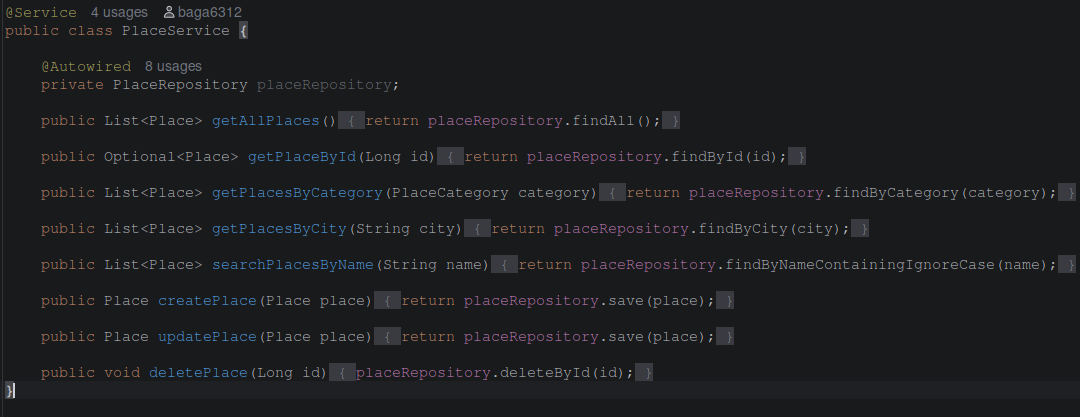 @Service 4 usages baga6312
public class PlaceService {
@Autowired 8 usages
private PlaceRepository placeRepository;
public List<Place> getAllPlaces() { return placeRepository.findAll(); }
public Optional<Place> getPlaceById(Long id) { return placeRepository.findById(id); }
public List<Place> getPlacesByCategory(PlaceCategory category) { return placeRepository.findByCategory(category); }
public List<Place> getPlacesByCity(String city) { return placeRepository.findByCity(city); }
public List<Place> searchPlacesByName(String name) { return placeRepository.findByNameContainingIgnoreCase(name); }
public Place createPlace(Place place) { return placeRepository.save(place); }
public Place updatePlace(Place place) { return placeRepository.save(place); }
public void deletePlace(Long id) { placeRepository.deleteById(id); }
}